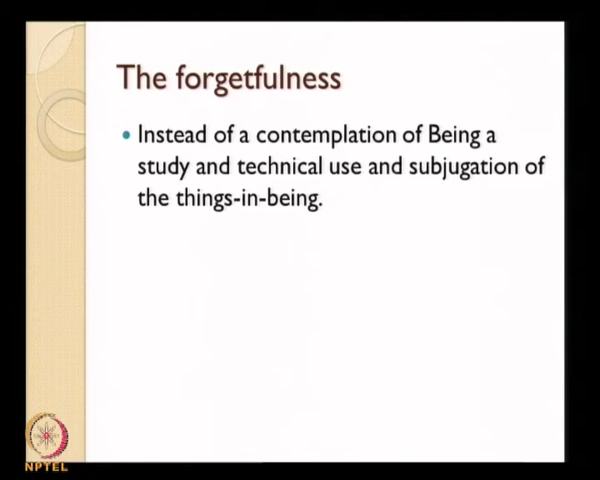 The forgetfulness
Instead of a contemplation of Being a
study and technical use and subjugation of
the things-in-being.
NPTEL